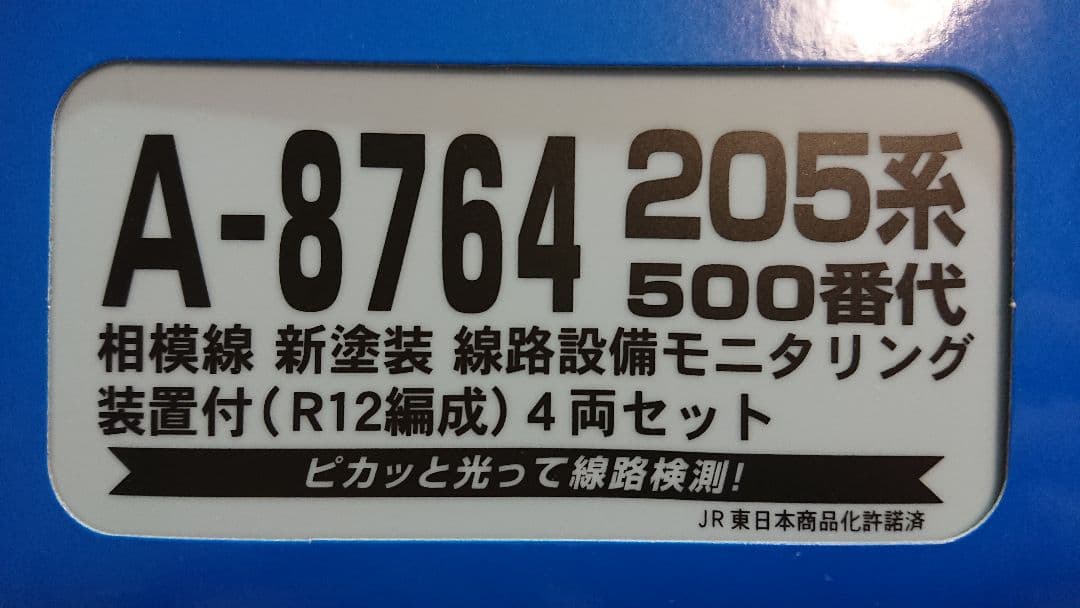 A-8764 205系
500番代
相模線 新塗装 線路設備モニタリング
装置付(R12編成)4両セット
ピカッと光って線路検測!
JR東日本商品化許諾済